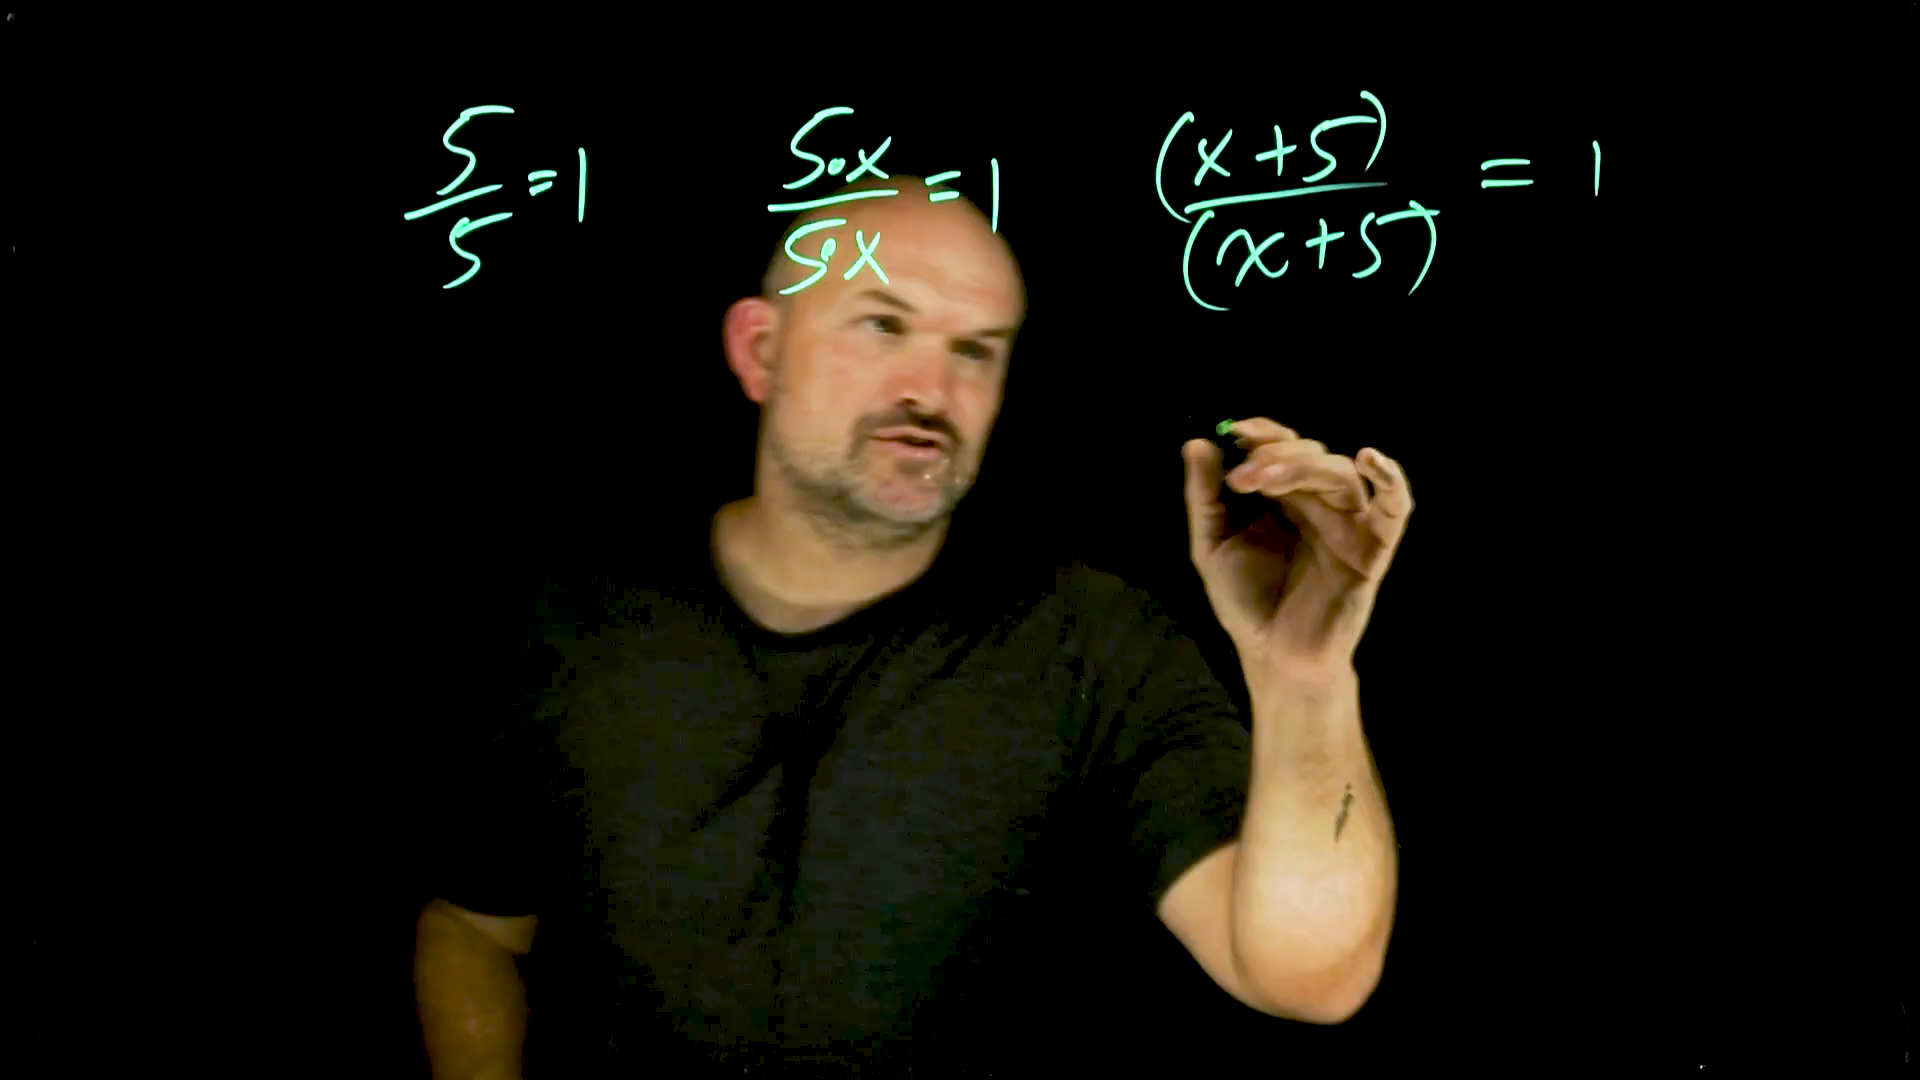 5/5 = 1
5·x/5·x = 1
(x + 5)/(x + 5) = 1